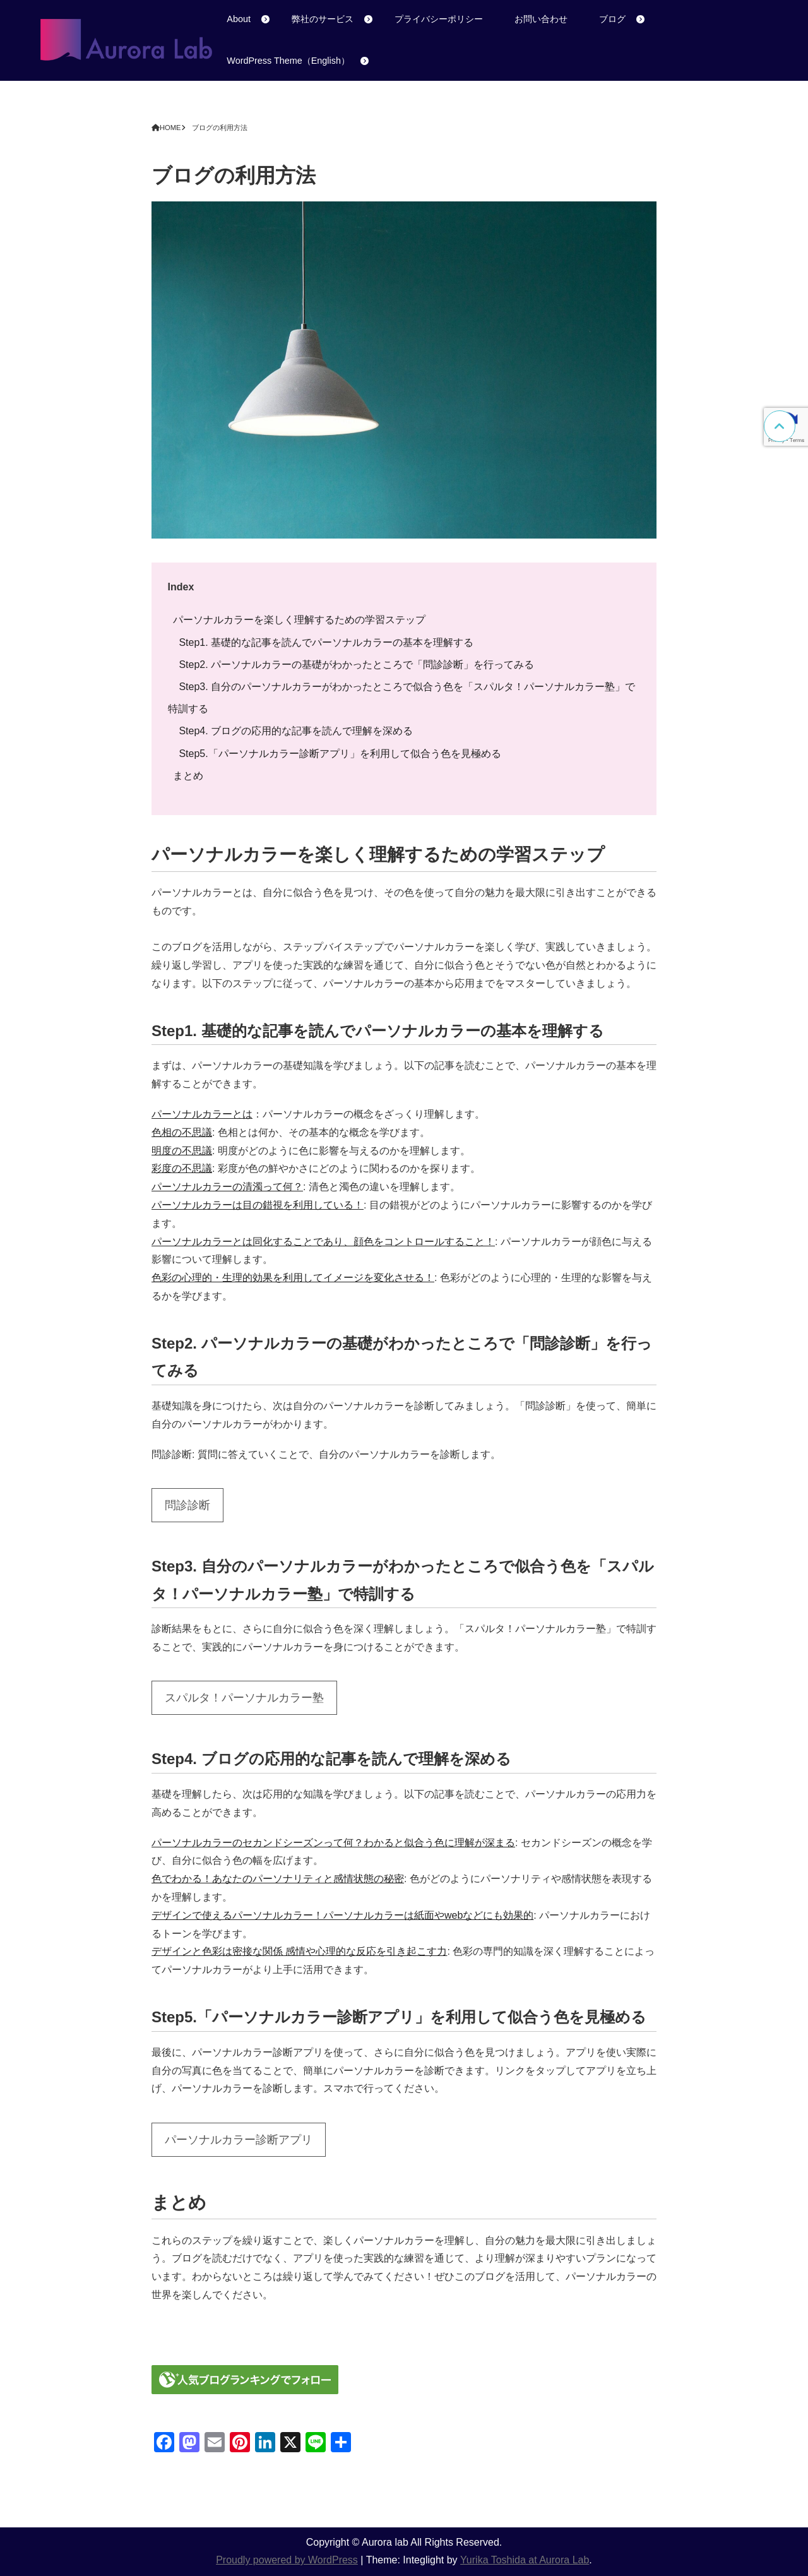 Aurora Lab
About
弊社のサービス
プライバシーポリシー
お問い合わせ
ブログ
WordPress Theme（English）
HOME
ブログの利用方法
ブログの利用方法
Terms
Index
パーソナルカラーを楽しく理解するための学習ステップ
Step1. 基礎的な記事を読んでパーソナルカラーの基本を理解する
Step2. パーソナルカラーの基礎がわかったところで「問診診断」を行ってみる
Step3. 自分のパーソナルカラーがわかったところで似合う色を「スパルタ！パーソナルカラー塾」で
特訓する
Step4. ブログの応用的な記事を読んで理解を深める
Step5.「パーソナルカラー診断アプリ」を利用して似合う色を見極める
まとめ
パーソナルカラーを楽しく理解するための学習ステップ
パーソナルカラーとは、自分に似合う色を見つけ、その色を使って自分の魅力を最大限に引き出すことができる
ものです。
このブログを活用しながら、ステップバイステップでパーソナルカラーを楽しく学び、実践していきましょう。
繰り返し学習し、アプリを使った実践的な練習を通じて、自分に似合う色とそうでない色が自然とわかるように
なります。以下のステップに従って、パーソナルカラーの基本から応用までをマスターしていきましょう。
Step1. 基礎的な記事を読んでパーソナルカラーの基本を理解する
まずは、パーソナルカラーの基礎知識を学びましょう。以下の記事を読むことで、パーソナルカラーの基本を理
解することができます。
パーソナルカラーとは：パーソナルカラーの概念をざっくり理解します。
色相の不思議: 色相とは何か、その基本的な概念を学びます。
明度の不思議: 明度がどのように色に影響を与えるのかを理解します。
彩度の不思議: 彩度が色の鮮やかさにどのように関わるのかを探ります。
パーソナルカラーの清濁って何？: 清色と濁色の違いを理解します。
パーソナルカラーは目の錯視を利用している！: 目の錯視がどのようにパーソナルカラーに影響するのかを学び
ます。
パーソナルカラーとは同化することであり、顔色をコントロールすること！: パーソナルカラーが顔色に与える
影響について理解します。
色彩の心理的・生理的効果を利用してイメージを変化させる！: 色彩がどのように心理的・生理的な影響を与え
るかを学びます。
Step2. パーソナルカラーの基礎がわかったところで「問診診断」を行っ
てみる
基礎知識を身につけたら、次は自分のパーソナルカラーを診断してみましょう。「問診診断」を使って、簡単に
自分のパーソナルカラーがわかります。
問診診断: 質問に答えていくことで、自分のパーソナルカラーを診断します。
問診診断
Step3. 自分のパーソナルカラーがわかったところで似合う色を「スパル
タ！パーソナルカラー塾」で特訓する
診断結果をもとに、さらに自分に似合う色を深く理解しましょう。「スパルタ！パーソナルカラー塾」で特訓す
ることで、実践的にパーソナルカラーを身につけることができます。
スパルタ！パーソナルカラー塾
Step4. ブログの応用的な記事を読んで理解を深める
基礎を理解したら、次は応用的な知識を学びましょう。以下の記事を読むことで、パーソナルカラーの応用力を
高めることができます。
パーソナルカラーのセカンドシーズンって何？わかると似合う色に理解が深まる: セカンドシーズンの概念を学
び、自分に似合う色の幅を広げます。
色でわかる！あなたのパーソナリティと感情状態の秘密: 色がどのようにパーソナリティや感情状態を表現する
かを理解します。
デザインで使えるパーソナルカラー！パーソナルカラーは紙面やwebなどにも効果的: パーソナルカラーにおけ
るトーンを学びます。
デザインと色彩は密接な関係 感情や心理的な反応を引き起こす力: 色彩の専門的知識を深く理解することによっ
てパーソナルカラーがより上手に活用できます。
Step5.「パーソナルカラー診断アプリ」を利用して似合う色を見極める
最後に、パーソナルカラー診断アプリを使って、さらに自分に似合う色を見つけましょう。アプリを使い実際に
自分の写真に色を当てることで、簡単にパーソナルカラーを診断できます。リンクをタップしてアプリを立ち上
げ、パーソナルカラーを診断します。スマホで行ってください。
パーソナルカラー診断アプリ
まとめ
これらのステップを繰り返すことで、楽しくパーソナルカラーを理解し、自分の魅力を最大限に引き出しましょ
う。ブログを読むだけでなく、アプリを使った実践的な練習を通じて、より理解が深まりやすいプランになって
います。わからないところは繰り返して学んでみてください！ぜひこのブログを活用して、パーソナルカラーの
世界を楽しんでください。
人気ブログランキングでフォロー
Copyright © Aurora lab All Rights Reserved.
Proudly powered by WordPress | Theme: Integlight by Yurika Toshida at Aurora Lab.